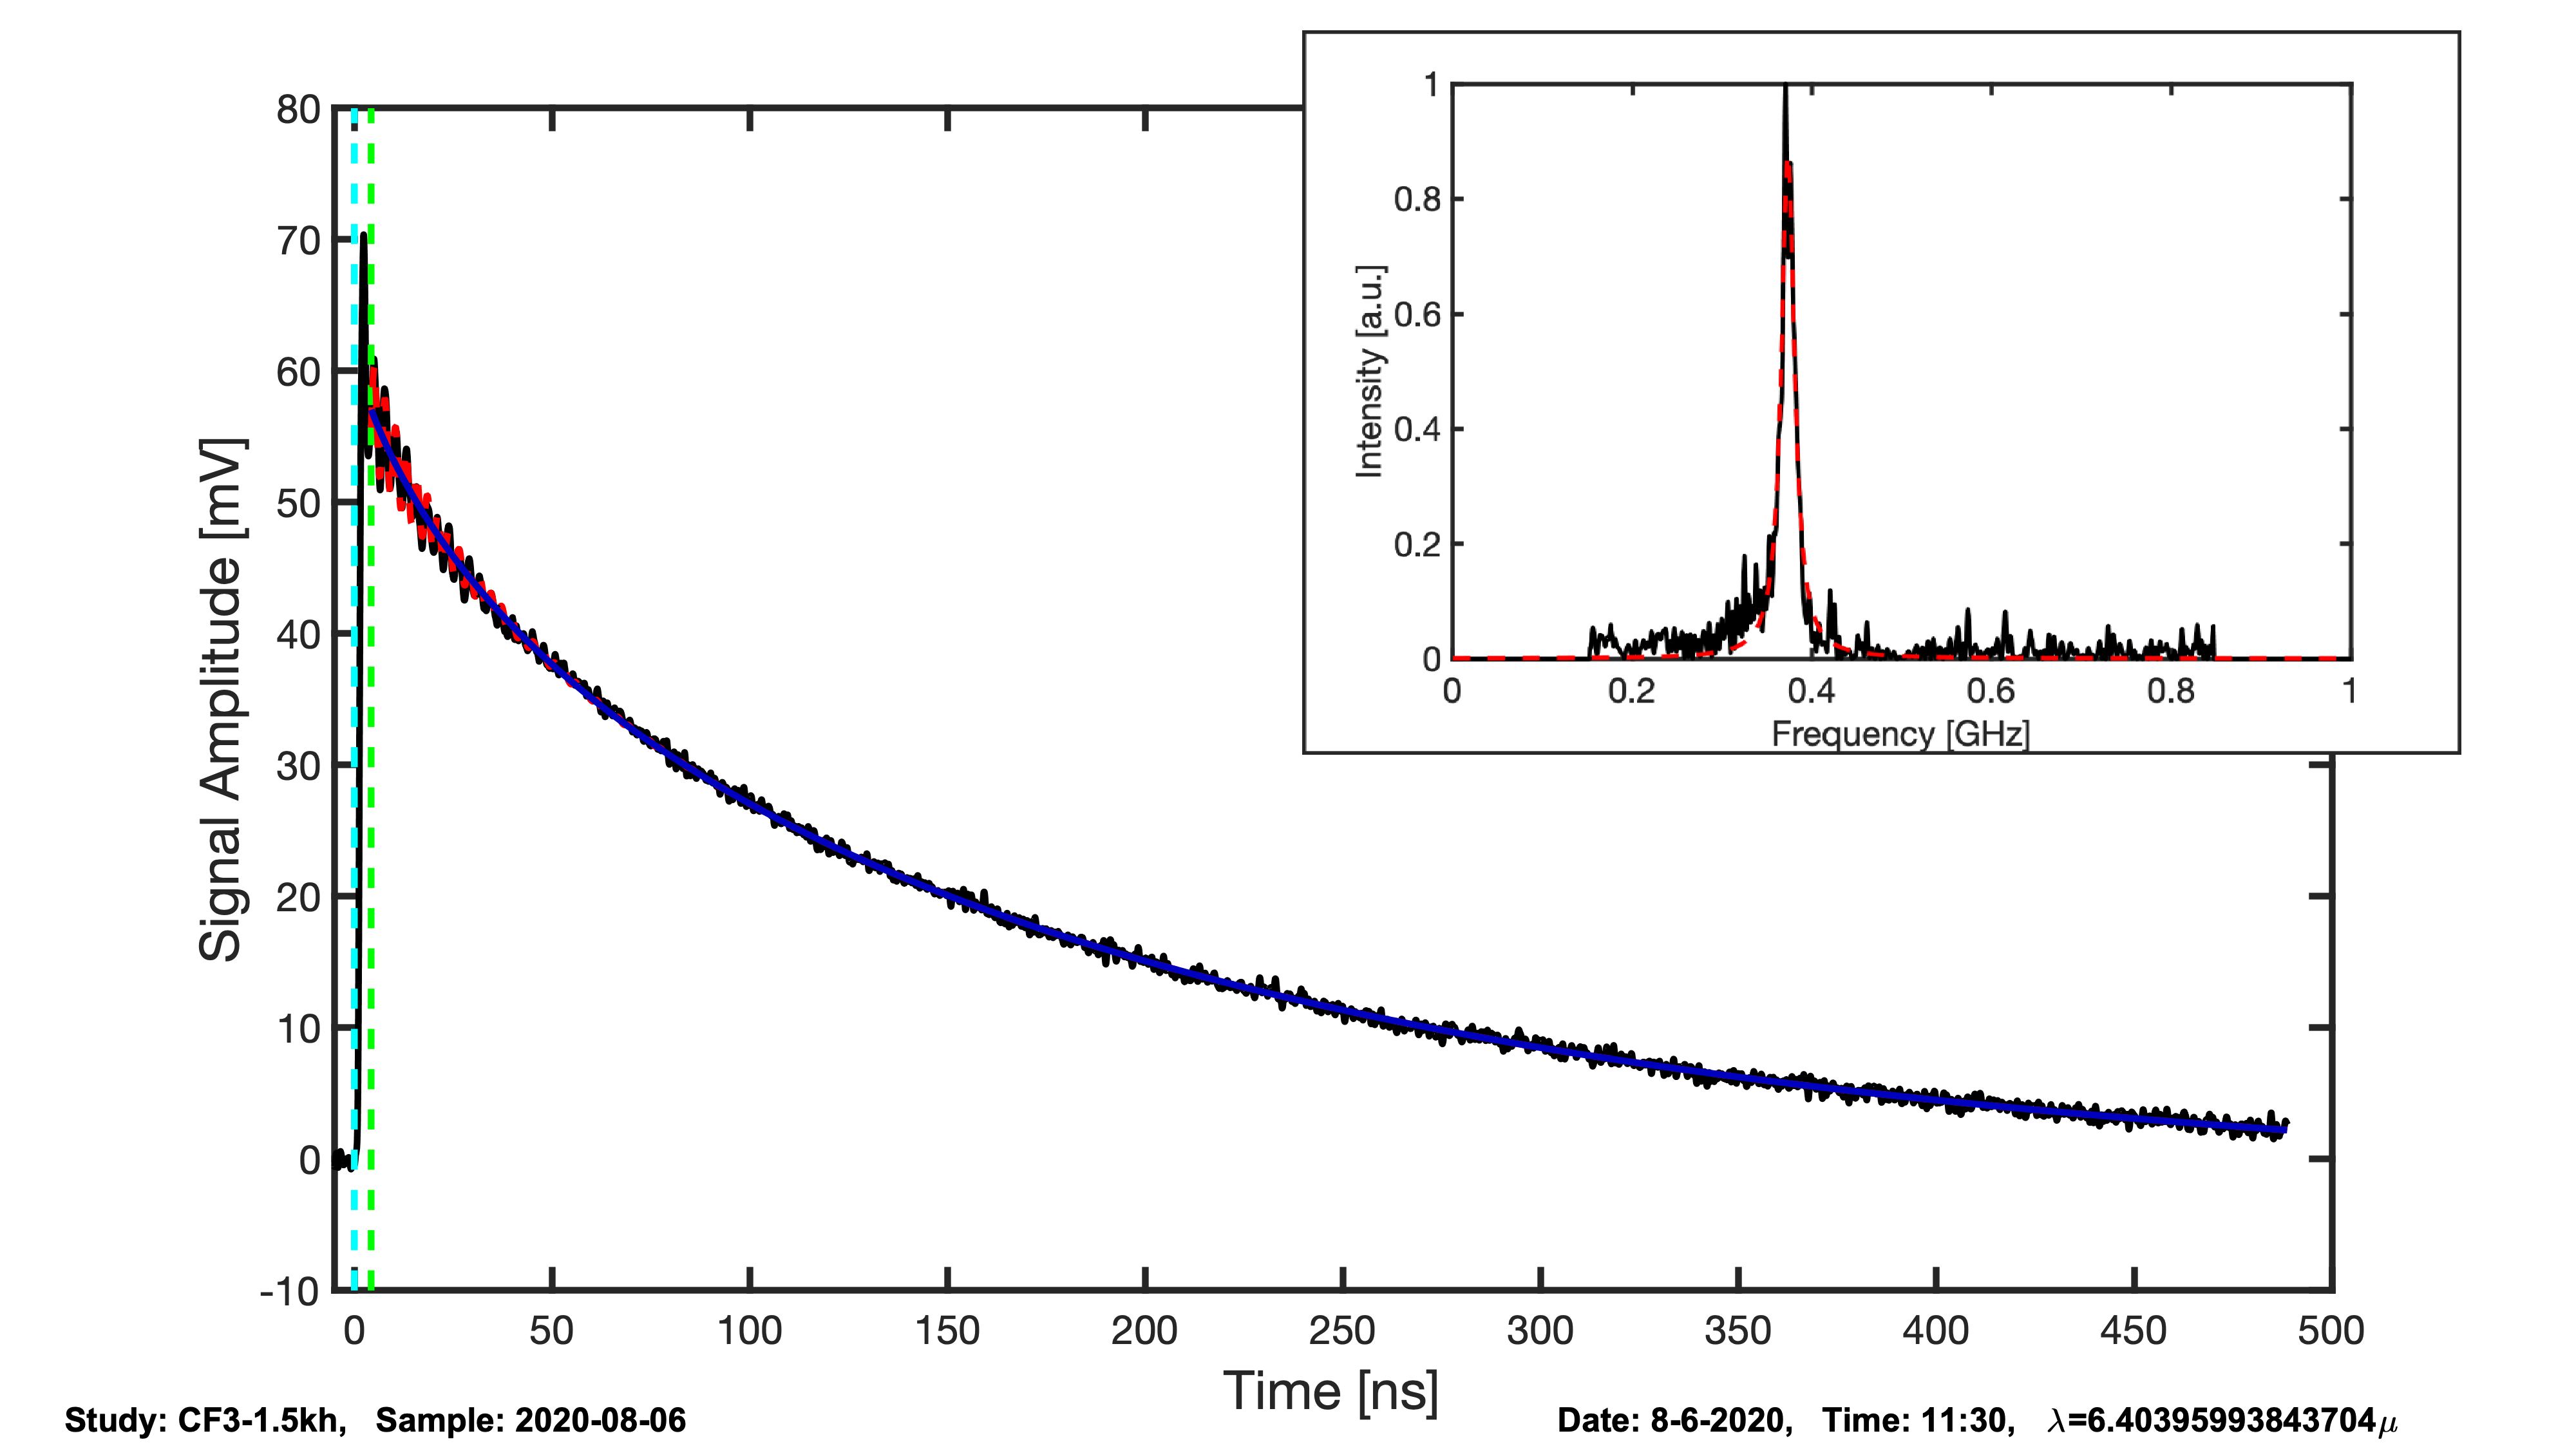 1
0.8
0.6
0.4
0.2
0
Intensity [a.u.]
0 0.2 0.4 0.6 0.8 1
Frequency [GHz]
80
70
60
50
40
30
20
10
0
-10
Signal Amplitude [mV]
0 50 100 150 200 250 300 350 400 450 500
Time [ns]
Study: CF3-1.5kh, Sample: 2020-08-06
Date: 8-6-2020, Time: 11:30, λ=6.40395993843704μ